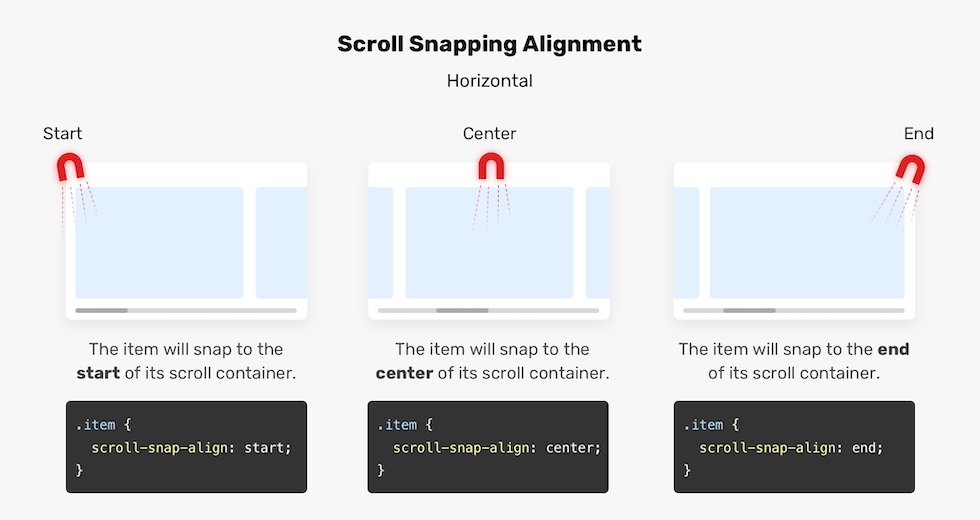 Scroll Snapping Alignment
Horizontal
Start
The item will snap to the
start of its scroll container.
.item {
  scroll-snap-align: start;
}
Center
The item will snap to the
center of its scroll container.
.item {
  scroll-snap-align: center;
}
End
The item will snap to the end
of its scroll container.
.item {
  scroll-snap-align: end;
}